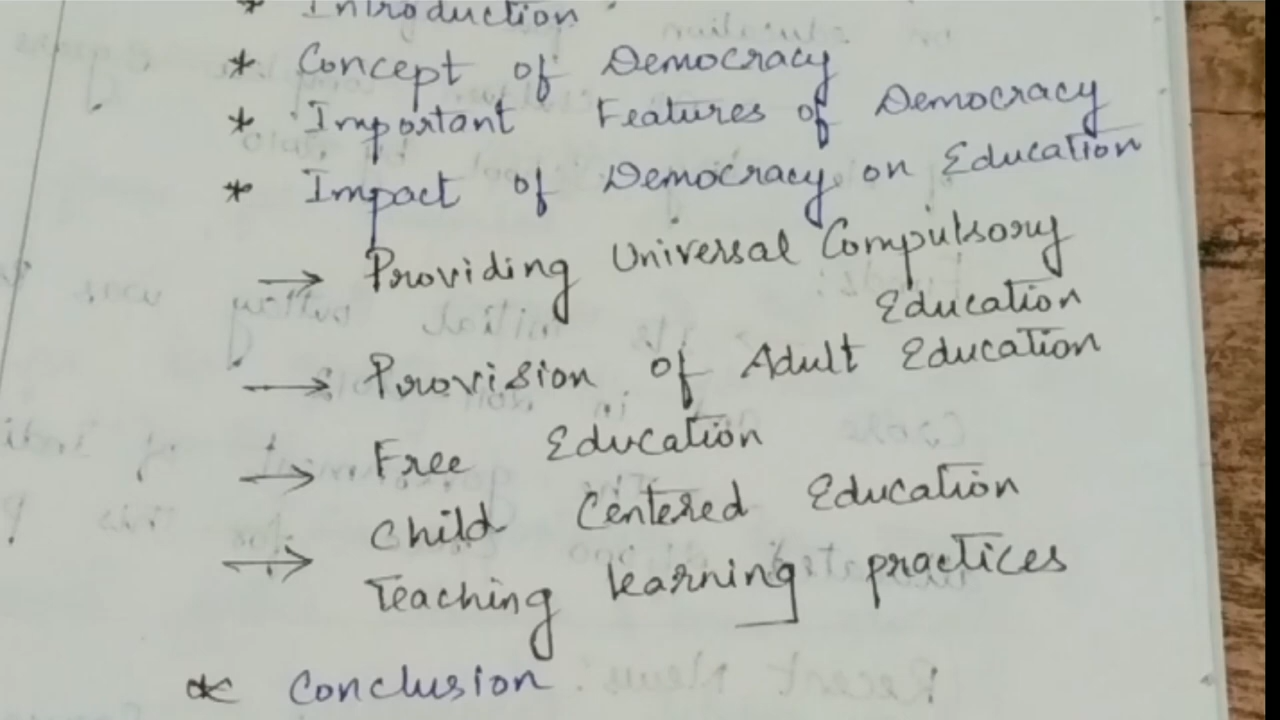 * Introduction
* Concept of Democracy
* Important Features of Democracy
* Impact of Democracy on Education
→ Providing Universal Compulsory
Education
→ Provision of Adult Education
→ Free Education
Child Centered Education
→ Teaching learning practices
* Conclusion